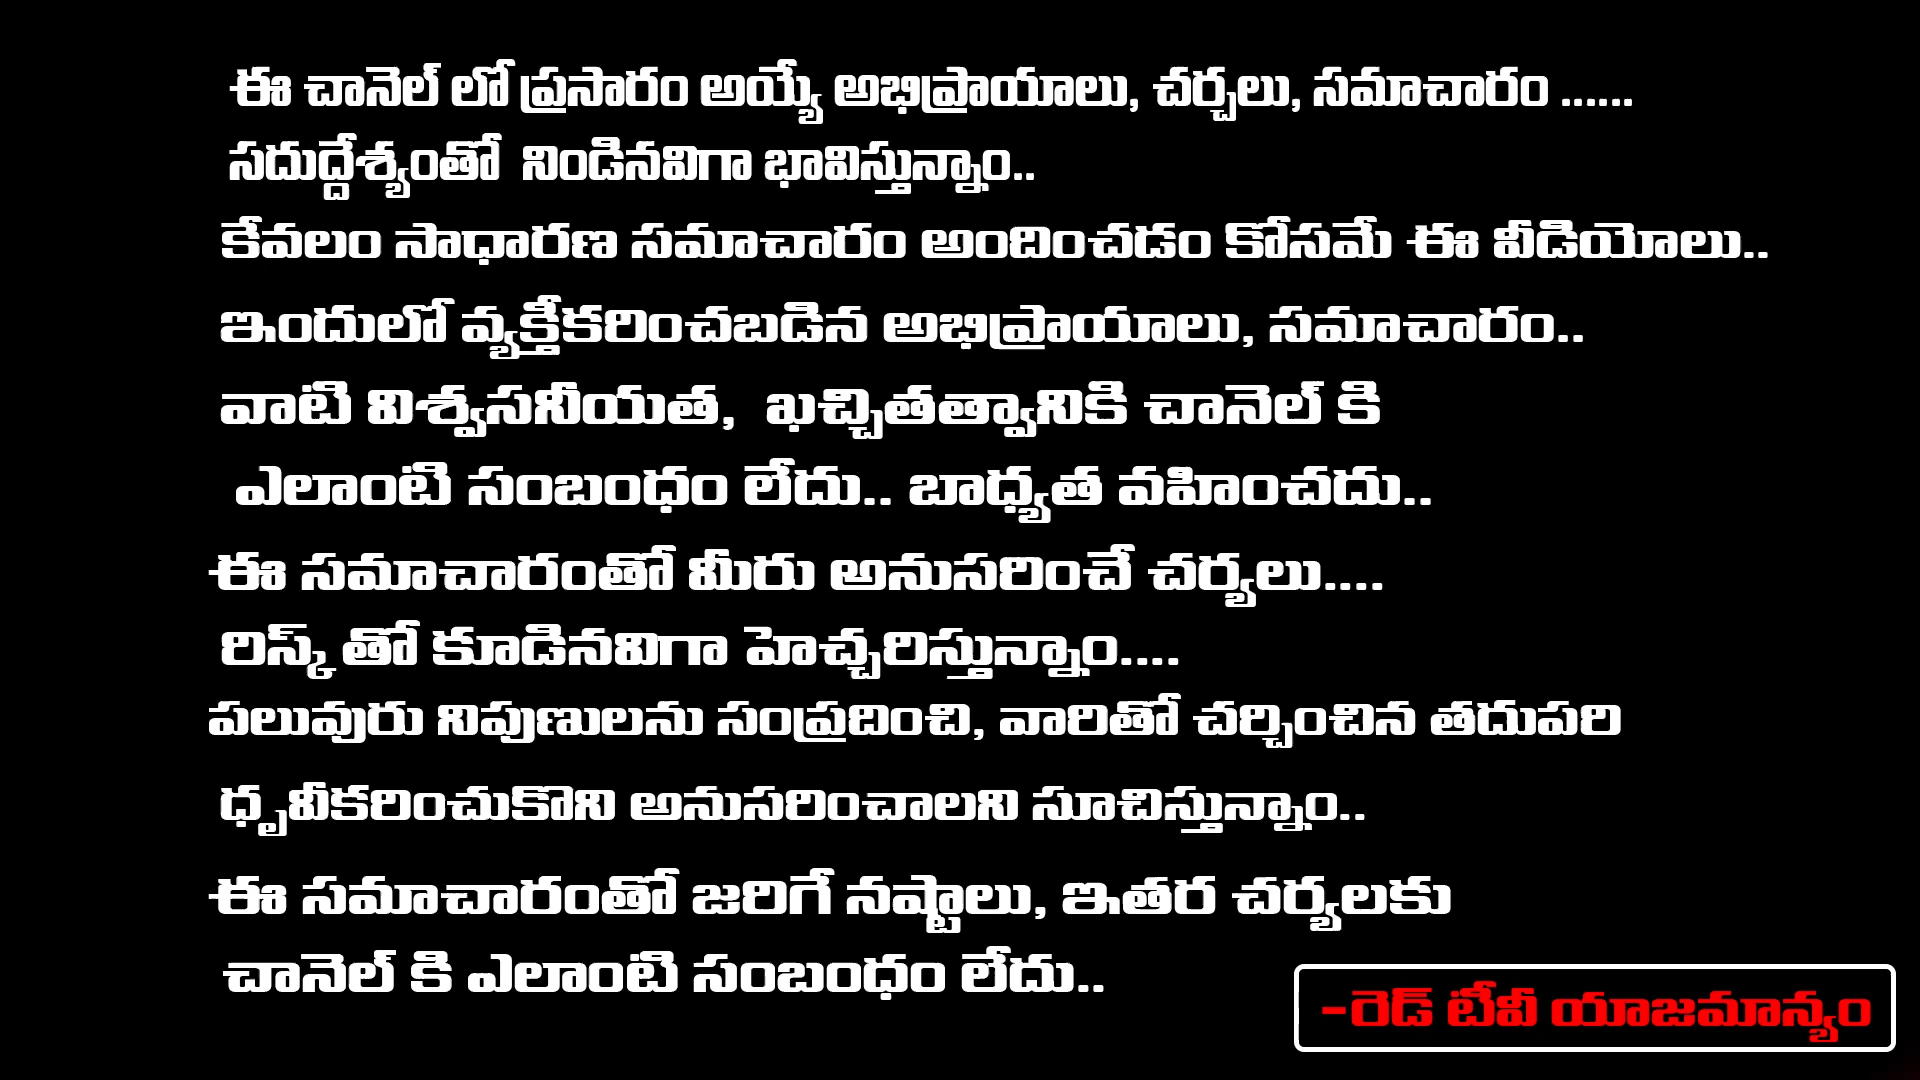 ఈ చానెల్ లో ప్రసారం అయ్యే అభిప్రాయాలు, చర్చలు, సమాచారం ......
సదుద్దేశ్యంతో నిండినవిగా భావిస్తున్నాం..
కేవలం సాధారణ సమాచారం అందించడం కోసమే ఈ వీడియోలు..
ఇందులో వ్యక్తీకరించబడిన అభిప్రాయాలు, సమాచారం..
వాటి విశ్వసనీయత, ఖచ్చితత్వానికి చానెల్ కి
ఎలాంటి సంబంధం లేదు.. బాధ్యత వహించదు..
ఈ సమాచారంతో మీరు అనుసరించే చర్యలు....
రిస్క్ తో కూడినవిగా హెచ్చరిస్తున్నాం....
పలువురు నిపుణులను సంప్రదించి, వారితో చర్చించిన తదుపరి
ధృవీకరించుకొని అనుసరించాలని సూచిస్తున్నాం..
ఈ సమాచారంతో జరిగే నష్టాలు, ఇతర చర్యలకు
చానెల్ కి ఎలాంటి సంబంధం లేదు..
-రెడ్ టీవీ యాజమాన్యం